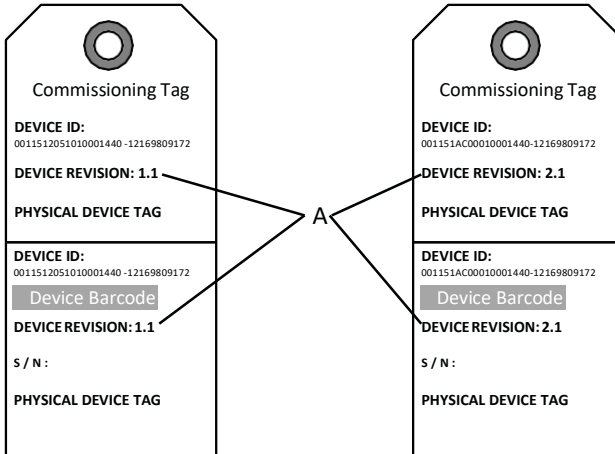 Commissioning Tag
DEVICE ID:
0011512051010001440 -12169809172
DEVICE REVISION: 1.1
PHYSICAL DEVICE TAG
DEVICE ID:
0011512051010001440 -12169809172
Device Barcode
DEVICE REVISION: 1.1
S / N :
PHYSICAL DEVICE TAG
A
Commissioning Tag
DEVICE ID:
001151AC00010001440-12169809172
DEVICE REVISION: 2.1
PHYSICAL DEVICE TAG
DEVICE ID:
001151AC00010001440-12169809172
Device Barcode
DEVICE REVISION: 2.1
S / N :
PHYSICAL DEVICE TAG